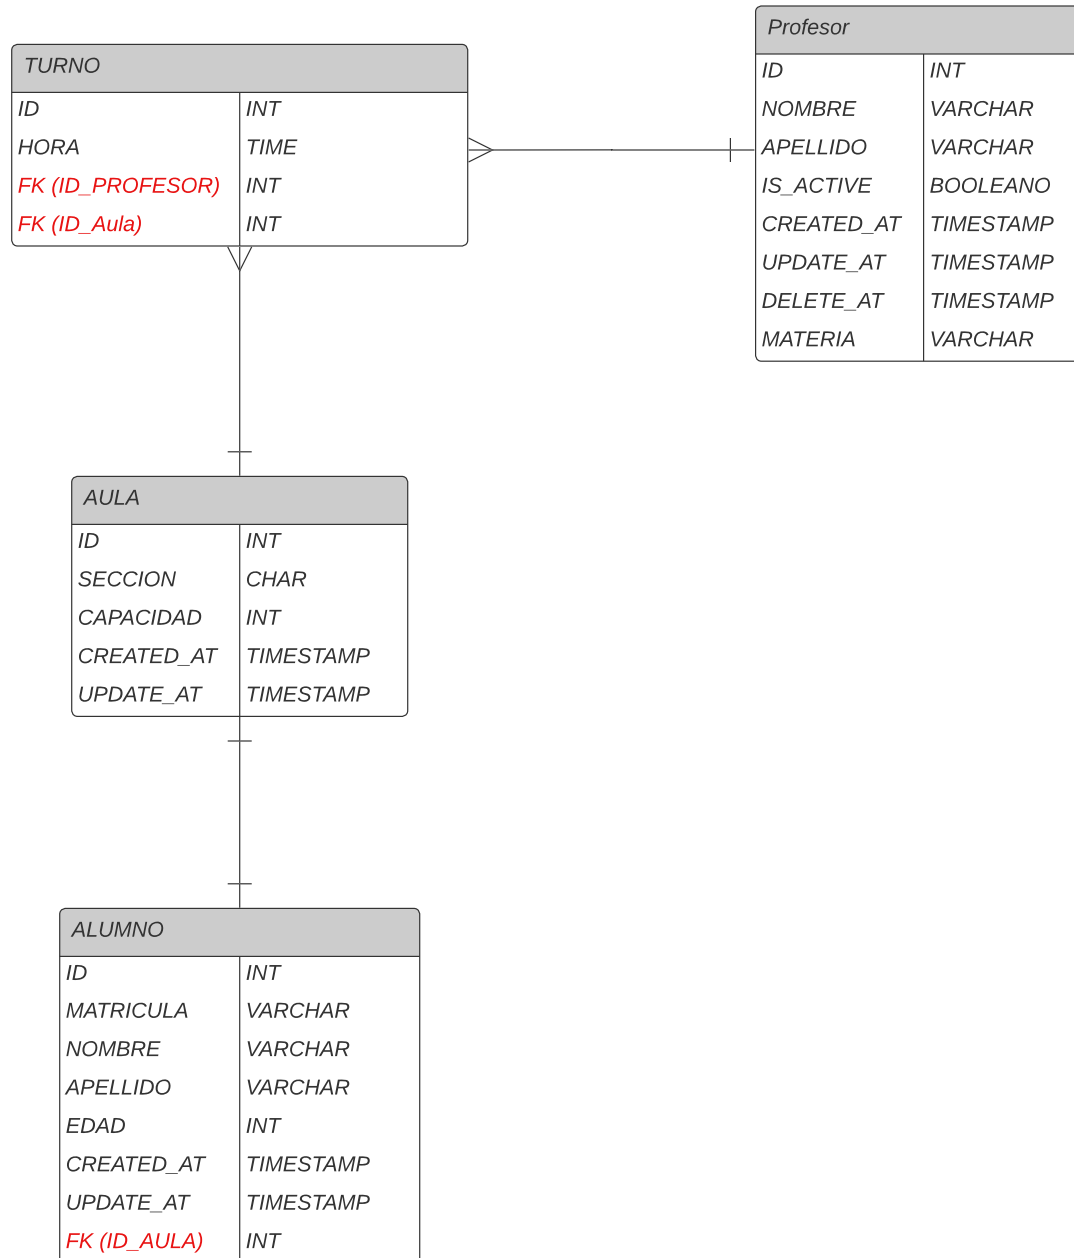 Profesor
ID INT
NOMBRE VARCHAR
APELLIDO VARCHAR
IS_ACTIVE BOOLEANO
CREATED_AT TIMESTAMP
UPDATE_AT TIMESTAMP
DELETE_AT TIMESTAMP
MATERIA VARCHAR
TURNO
ID INT
HORA TIME
FK (ID_PROFESOR) INT
FK (ID_Aula) INT
AULA
ID INT
SECCION CHAR
CAPACIDAD INT
CREATED_AT TIMESTAMP
UPDATE_AT TIMESTAMP
ALUMNO
ID INT
MATRICULA VARCHAR
NOMBRE VARCHAR
APELLIDO VARCHAR
EDAD INT
CREATED_AT TIMESTAMP
UPDATE_AT TIMESTAMP
FK (ID_AULA) INT